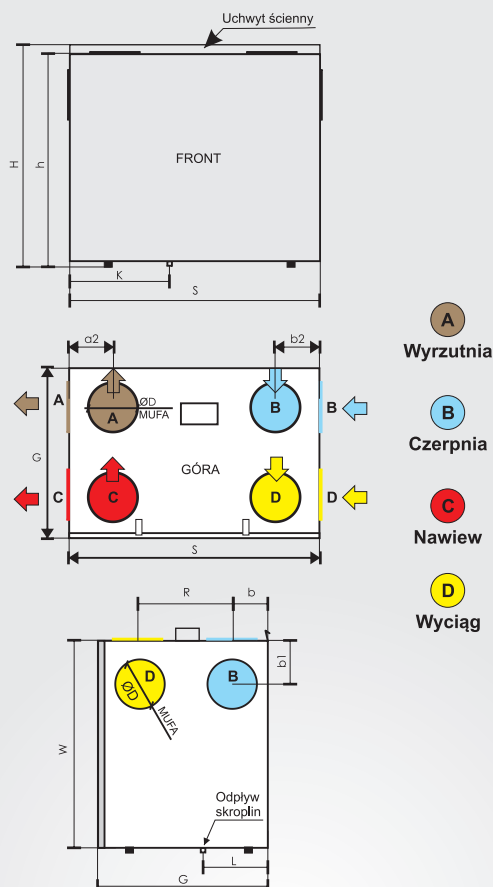 Uchwyt ścienny
H
h
FRONT
K
S
a2
b2
A
ØD
MUFA
A
B
B
G
GÓRA
C
C
D
D
S
R
b
b1
D
ØD
MUFA
B
W
Odpływ
skroplin
L
G
A
Wyrzutnia
B
Czerpnia
C
Nawiew
D
Wyciąg